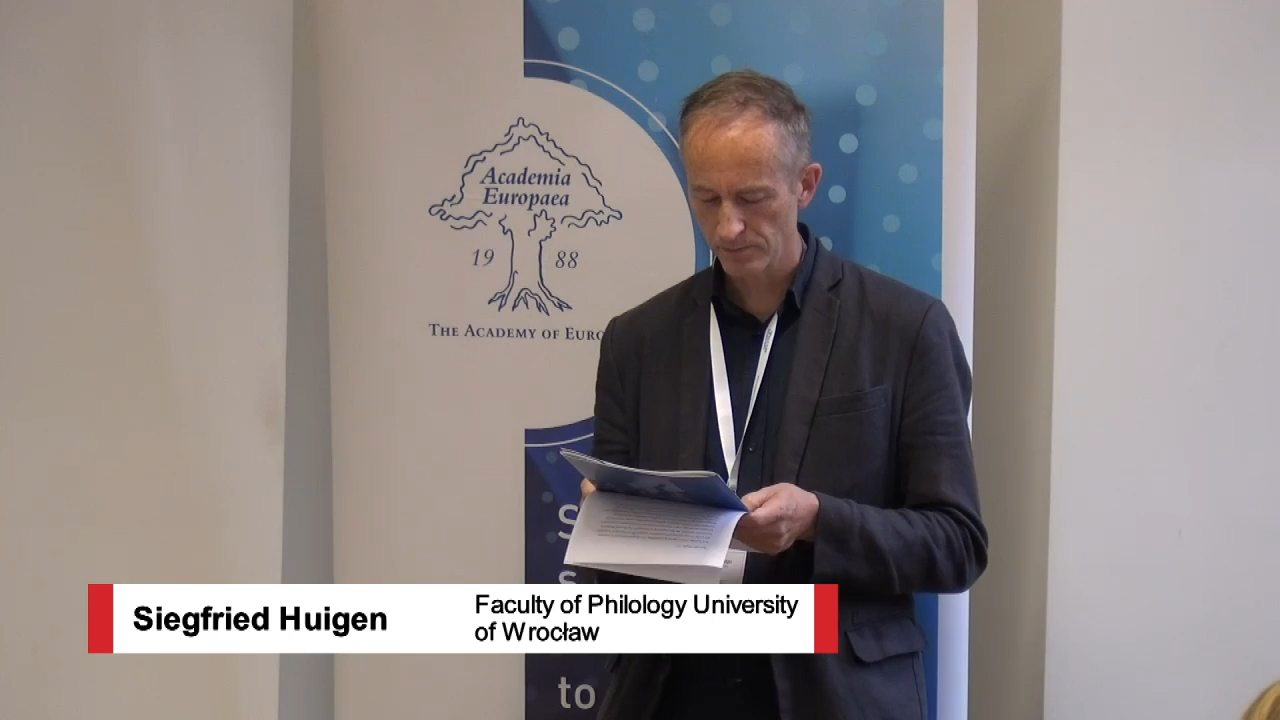 Academia
Europaea
19 88
THE ACADEMY OF EURO
S
s
to
Siegfried Huigen
Faculty of Philology University
of Wrocław